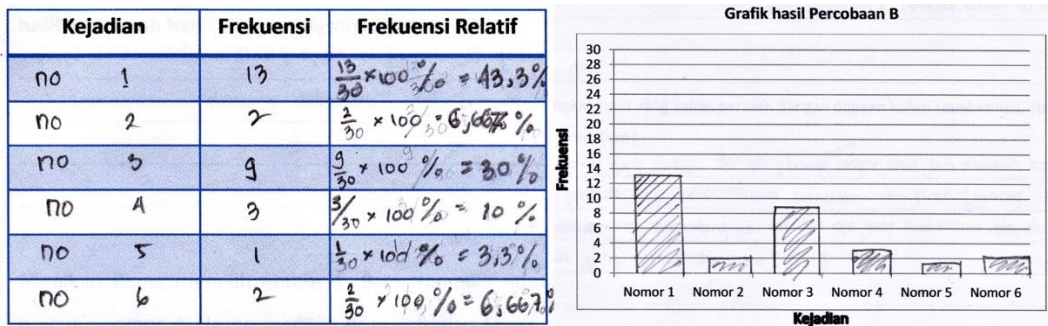 Kejadian Frekuensi Frekuensi Relatif
no 1 13 13/30 × 100 % = 43,3%
no 2 2 2/30 × 100 % = 6,667 %
no 3 9 9/30 × 100 % = 30 %
no 4 3 3/30 × 100 % = 10 %
no 5 1 1/30 × 100 % = 3,3 %
no 6 2 2/30 × 100 % = 6,667 %
Grafik hasil Percobaan B
Frekuensi
30
28
26
24
22
20
18
16
14
12
10
8
6
4
2
0
Nomor 1 Nomor 2 Nomor 3 Nomor 4 Nomor 5 Nomor 6
Kejadian